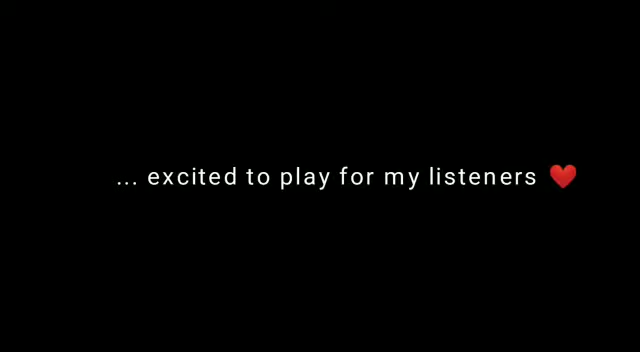 ... excited to play for my listeners ❤️